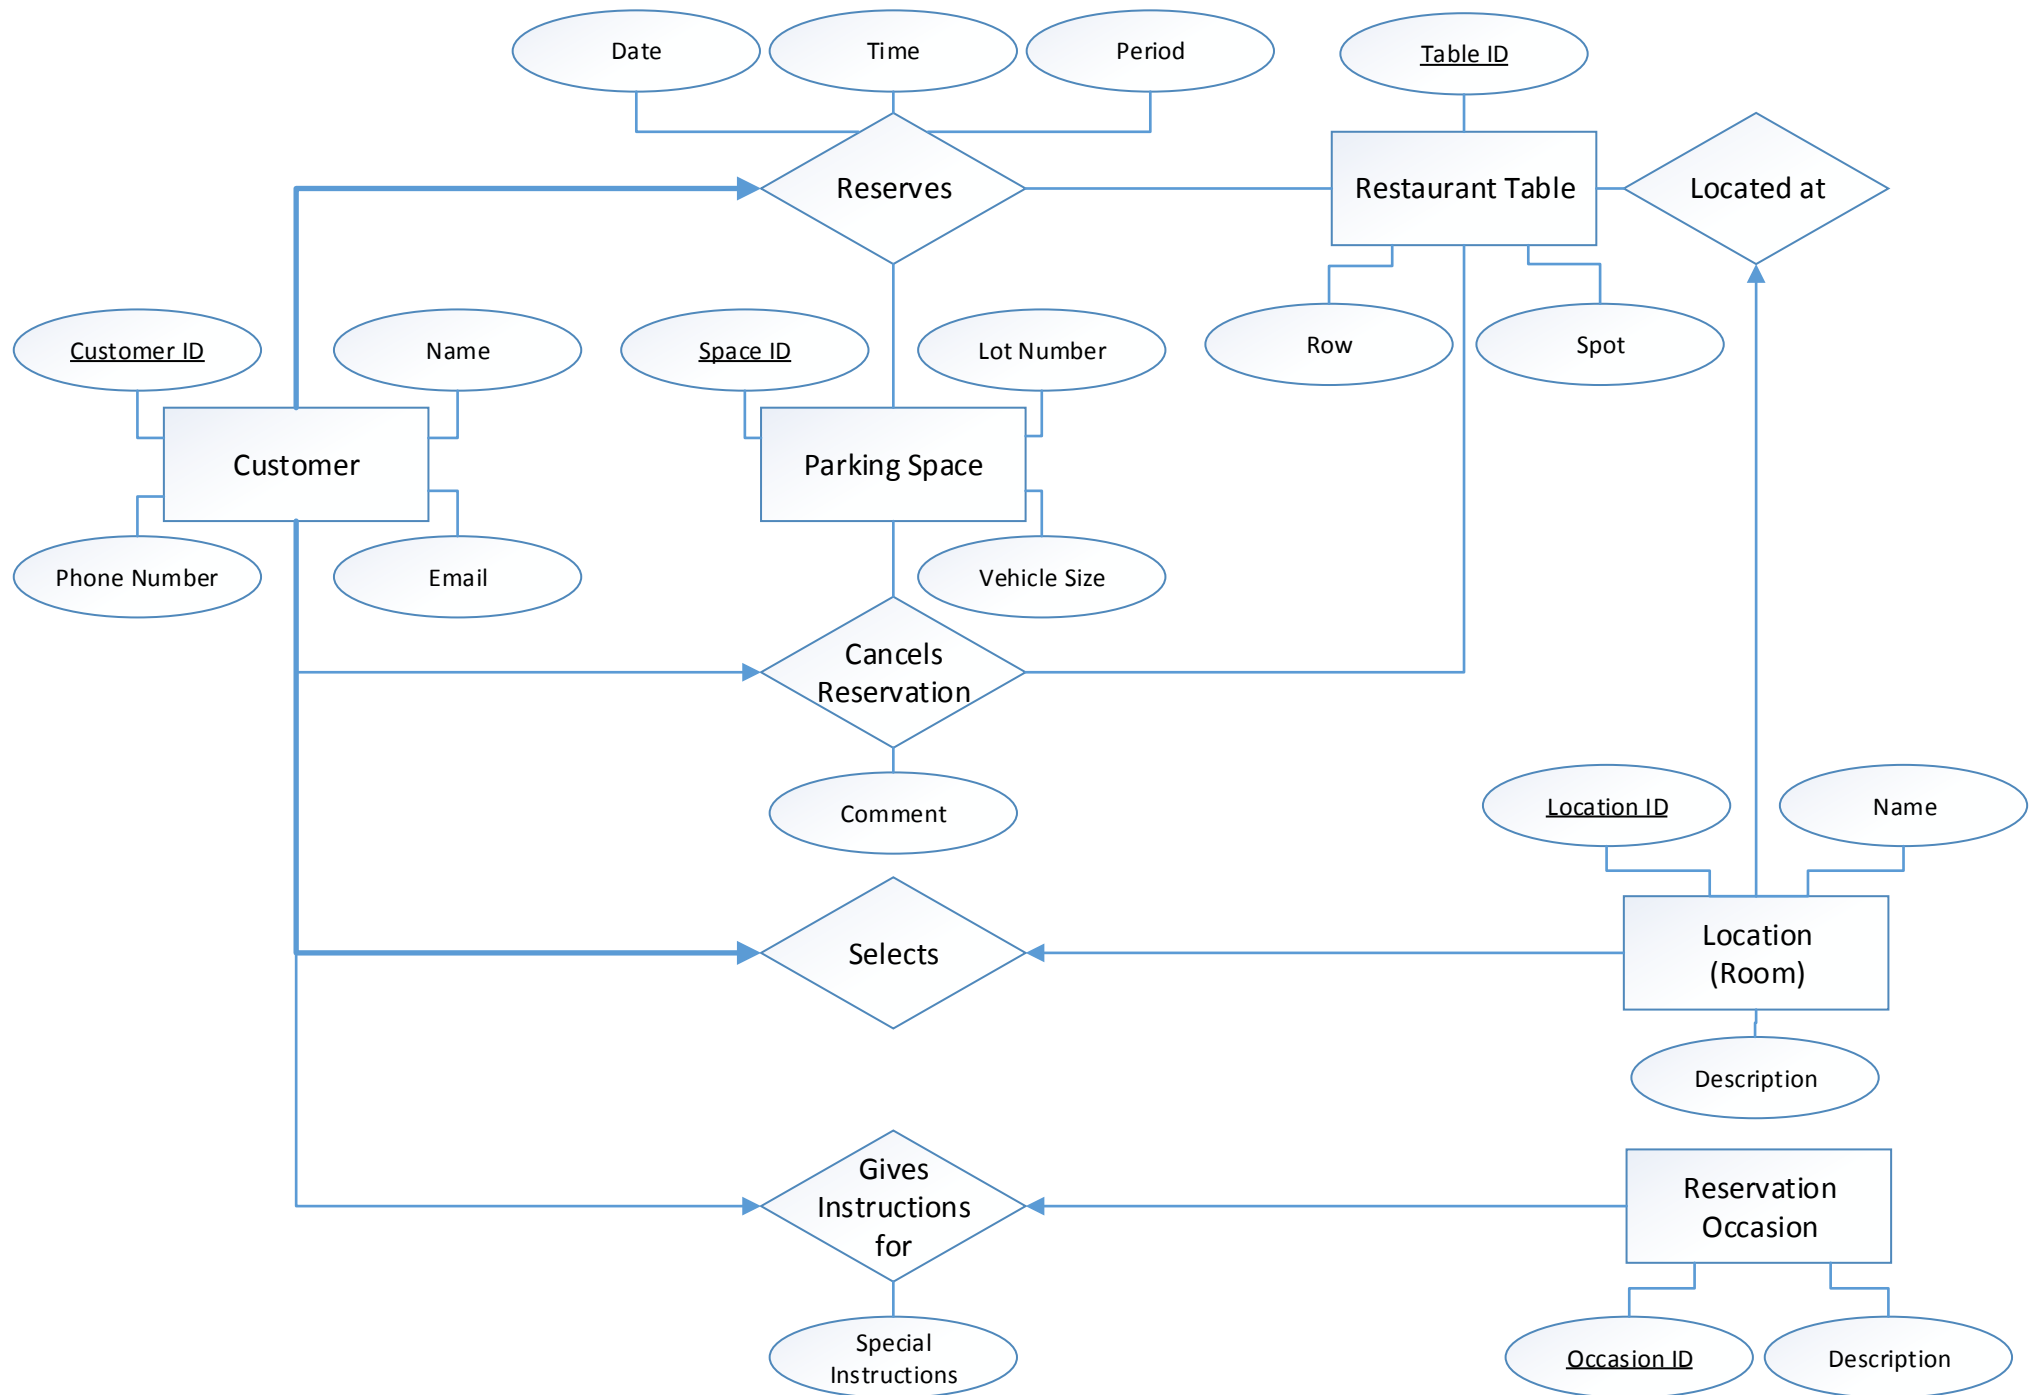 Date
Time
Period
Table ID
Reserves
Restaurant Table
Located at
Customer ID
Name
Space ID
Lot Number
Row
Spot
Customer
Parking Space
Phone Number
Email
Vehicle Size
Cancels
Reservation
Comment
Location ID
Name
Selects
Location
(Room)
Description
Gives
Instructions
for
Reservation
Occasion
Special
Instructions
Occasion ID
Description